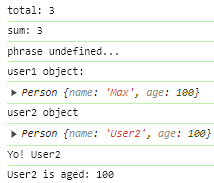 total: 3
sum: 3
phrase undefined...
user1 object:
▶ Person {name: 'Max', age: 100}
user2 object
▶ Person {name: 'User2', age: 100}
Yo! User2
User2 is aged: 100